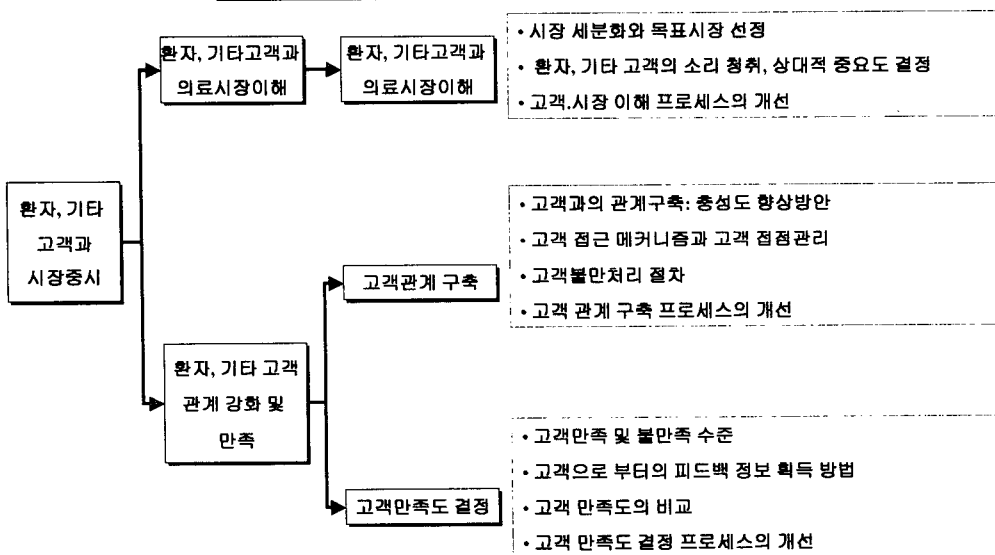 환자, 기타고객과
의료시장이해
환자, 기타고객과
의료시장이해
• 시장 세분화와 목표시장 선정
• 환자, 기타 고객의 소리 청취, 상대적 중요도 결정
• 고객.시장 이해 프로세스의 개선
환자, 기타
고객과
시장중시
고객관계 구축
• 고객과의 관계구축: 충성도 향상방안
• 고객 접근 메커니즘과 고객 접점관리
• 고객불만처리 절차
• 고객 관계 구축 프로세스의 개선
환자, 기타 고객
관계 강화 및
만족
고객만족도 결정
• 고객만족 및 불만족 수준
• 고객으로 부터의 피드백 정보 획득 방법
• 고객 만족도의 비교
• 고객 만족도 결정 프로세스의 개선